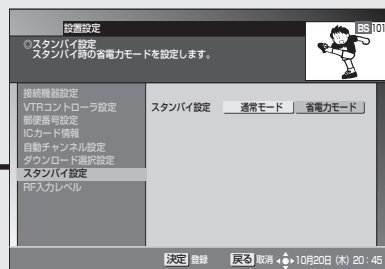 設置設定
BS 101
◎スタンバイ設定
スタンバイ時の省電力モードを設定します。
接続機器設定
VTRコントローラ設定
郵便番号設定
ICカード情報
自動チャンネル設定
ダウンロード選択設定
スタンバイ設定
RF入力レベル
スタンバイ設定 通常モード 省電力モード
決定 登録 戻る 取消 10月20日 (木) 20:45